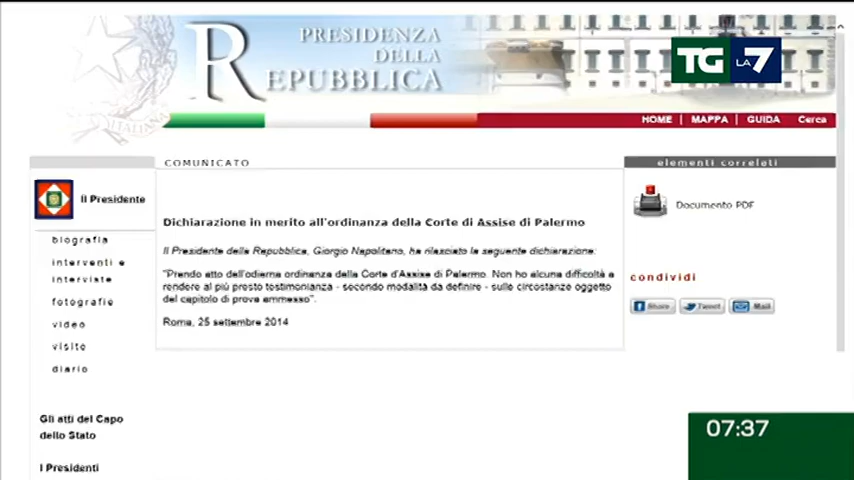 PRESIDENZA
DELLA
REPUBBLICA
TG LA7
HOME | MAPPA | GUIDA Cerca
COMUNICATO
elementi correlati
Il Presidente
Documento PDF
Dichiarazione in merito all'ordinanza della Corte di Assise di Palermo
biografia
Il Presidente della Repubblica, Giorgio Napolitano, ha rilasciato la seguente dichiarazione:
interventi e
interviste
"Prendo atto dell'odierna ordinanza della Corte d'Assise di Palermo. Non ho alcuna difficoltà a
rendere al più presto testimonianza - secondo modalità da definire - sulle circostanze oggetto
del capitolo di prova ammesso".
condividi
fotografie
Share Tweet Mail
Roma, 25 settembre 2014
video
visite
diario
Gli atti del Capo
dello Stato
I Presidenti
07:37